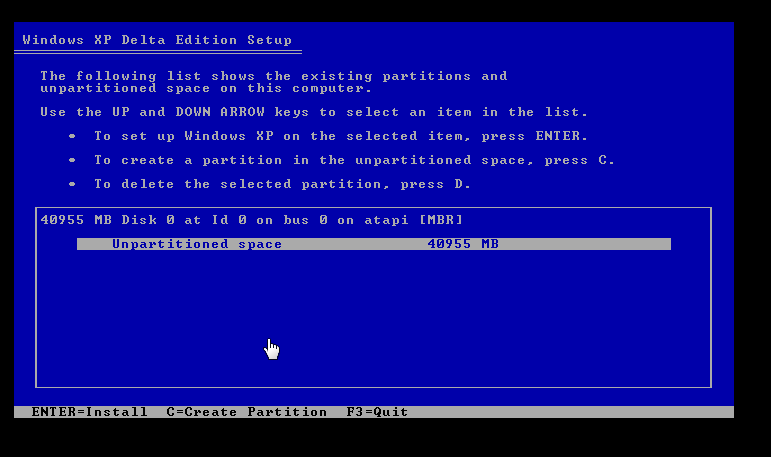 Windows XP Delta Edition Setup
The following list shows the existing partitions and
unpartitioned space on this computer.
Use the UP and DOWN ARROW keys to select an item in the list.
• To set up Windows XP on the selected item, press ENTER.
• To create a partition in the unpartitioned space, press C.
• To delete the selected partition, press D.
40955 MB Disk 0 at Id 0 on bus 0 on atapi [MBR]
Unpartitioned space 40955 MB
ENTER=Install C=Create Partition F3=Quit